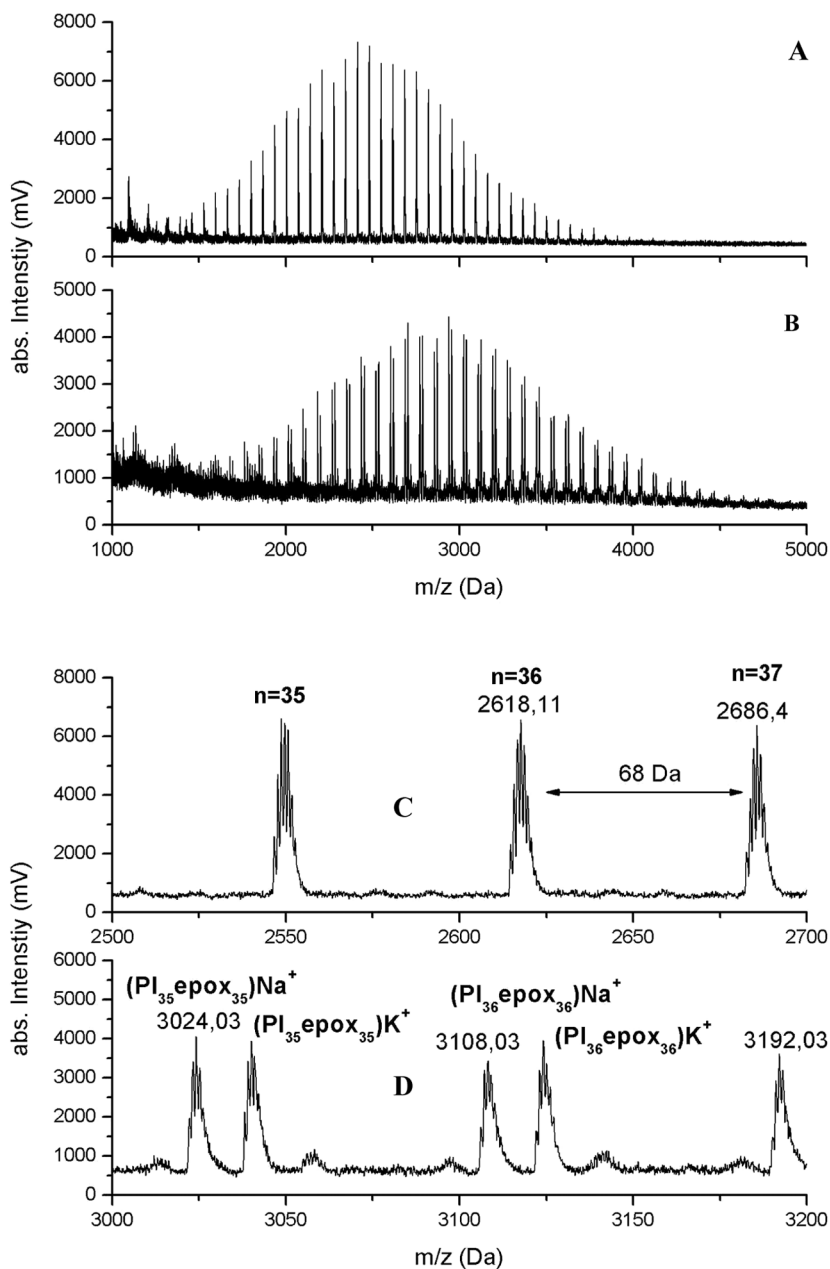 8000
A
6000
4000
2000
0
5000
B
4000
3000
2000
1000
0
1000 2000 3000 4000 5000
abs. Intenstiy (mV)
m/z (Da)
8000
n=35 n=36 n=37
2618,11 2686,4
6000
68 Da
4000
C
2000
0
2500 2550 2600 2650 2700
6000
(PI35epox35)Na+ (PI36epox36)Na+
5000
3024,03 (PI35epox35)K+ 3108,03 (PI36epox36)K+ 3192,03
4000
3000
D
2000
1000
0
3000 3050 3100 3150 3200
abs. Intenstiy (mV)
m/z (Da)